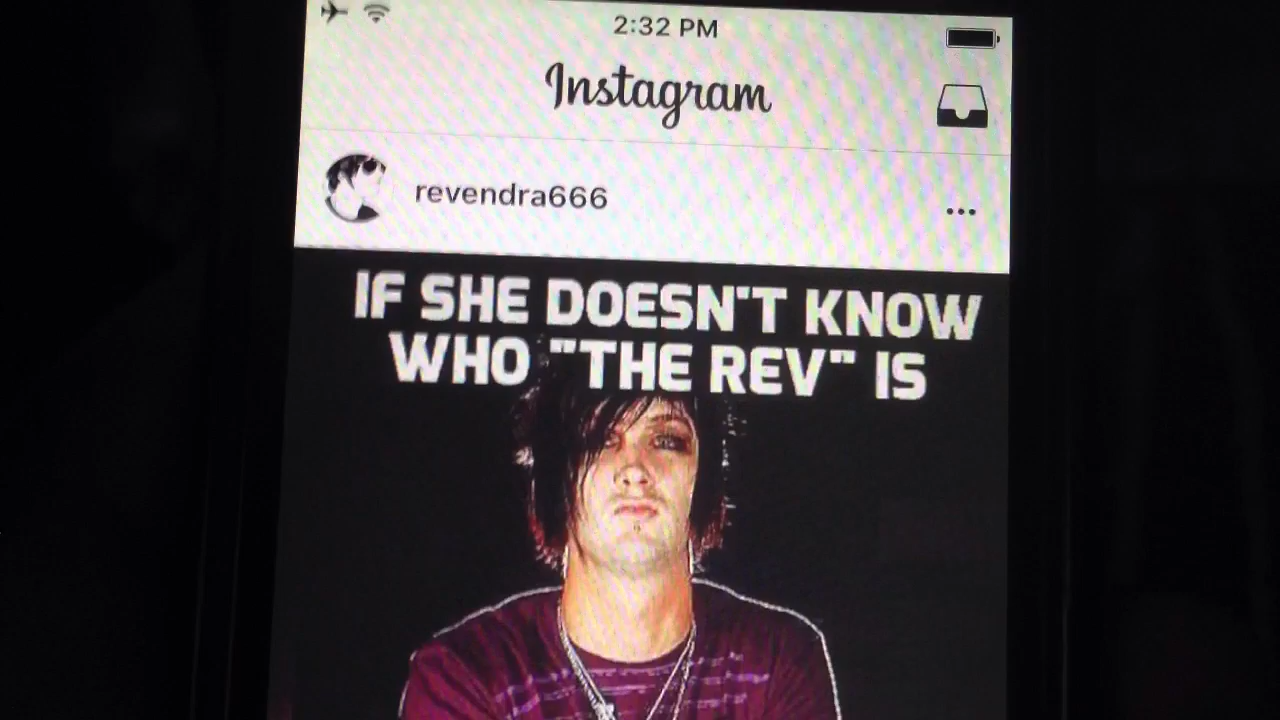 2:32 PM
Instagram
revendra666
IF SHE DOESN'T KNOW
WHO "THE REV" IS